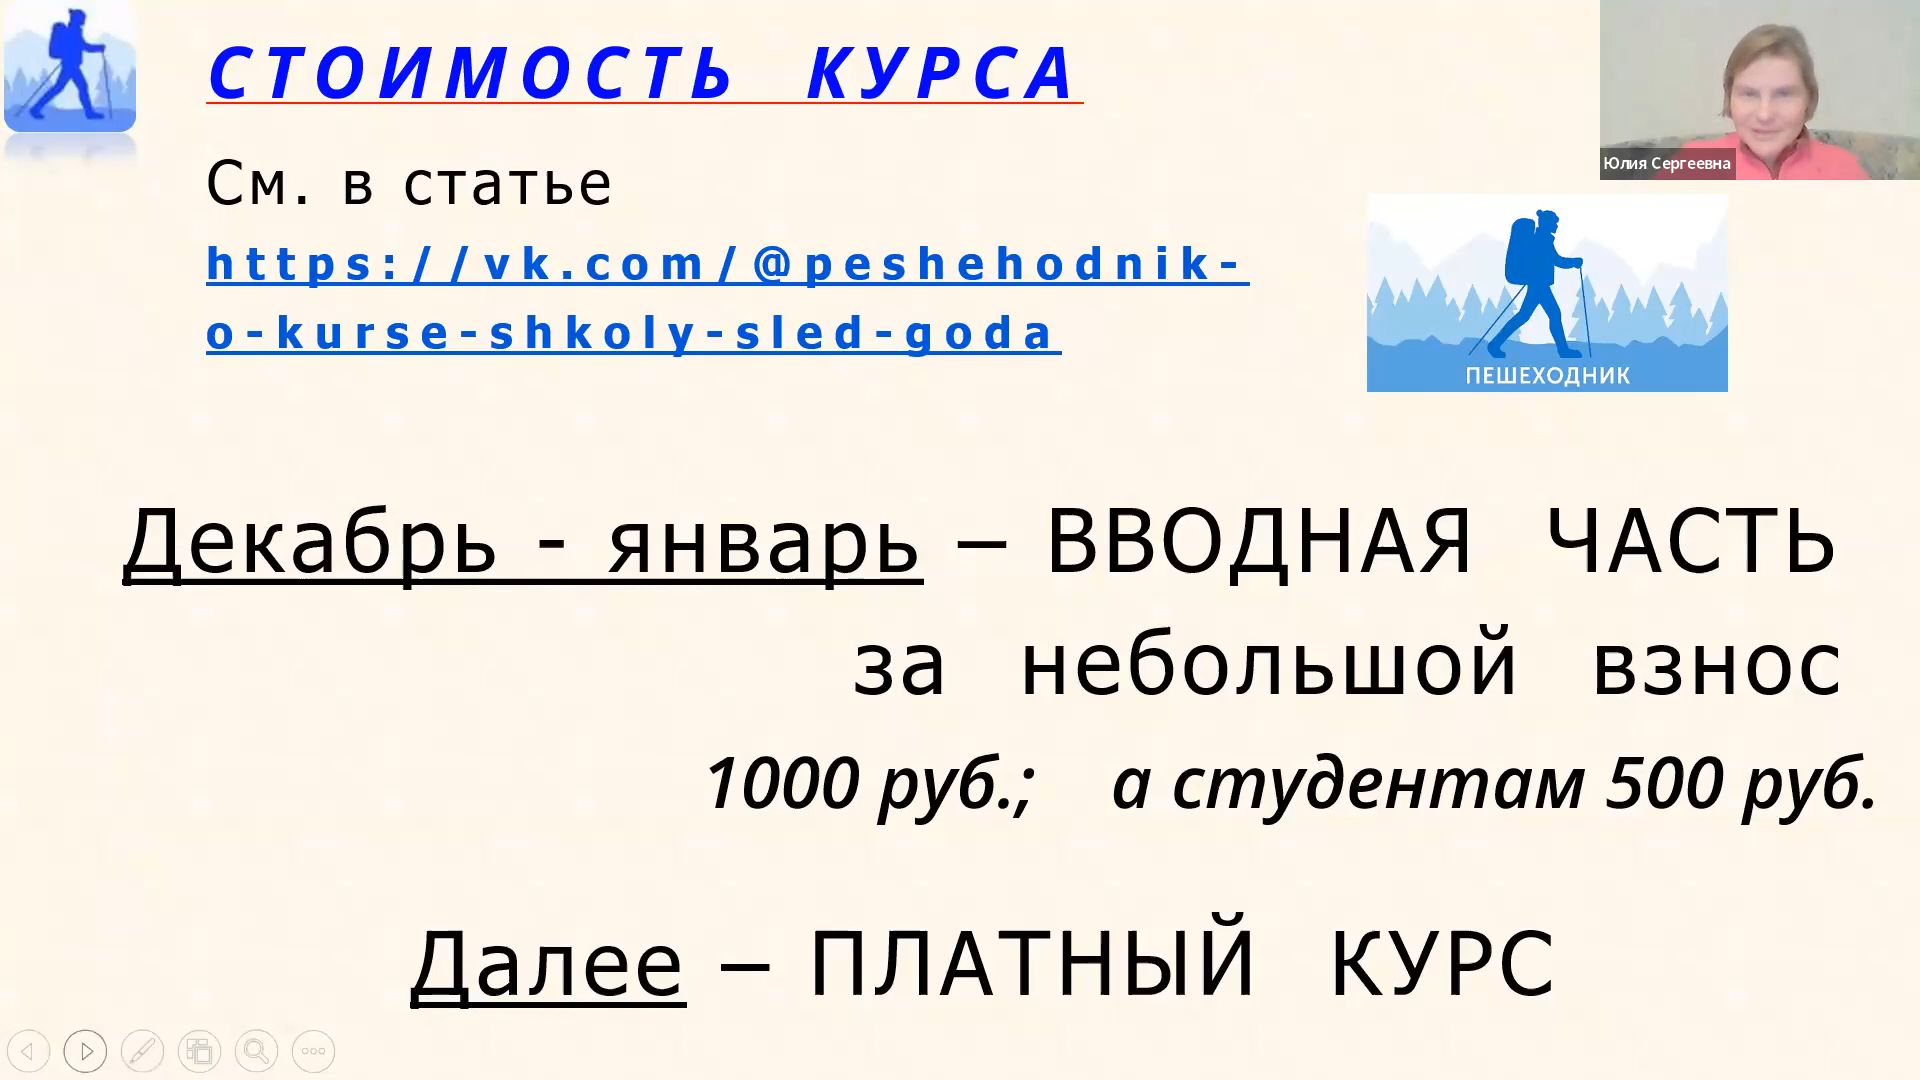 СТОИМОСТЬ КУРСА
Юлия Сергеевна
См. в статье
https://vk.com/@peshehodnik-
o-kurse-shkoly-sled-goda
ПЕШЕХОДНИК
Декабрь - январь – ВВОДНАЯ ЧАСТЬ
за небольшой взнос
1000 руб.; а студентам 500 руб.
Далее – ПЛАТНЫЙ КУРС